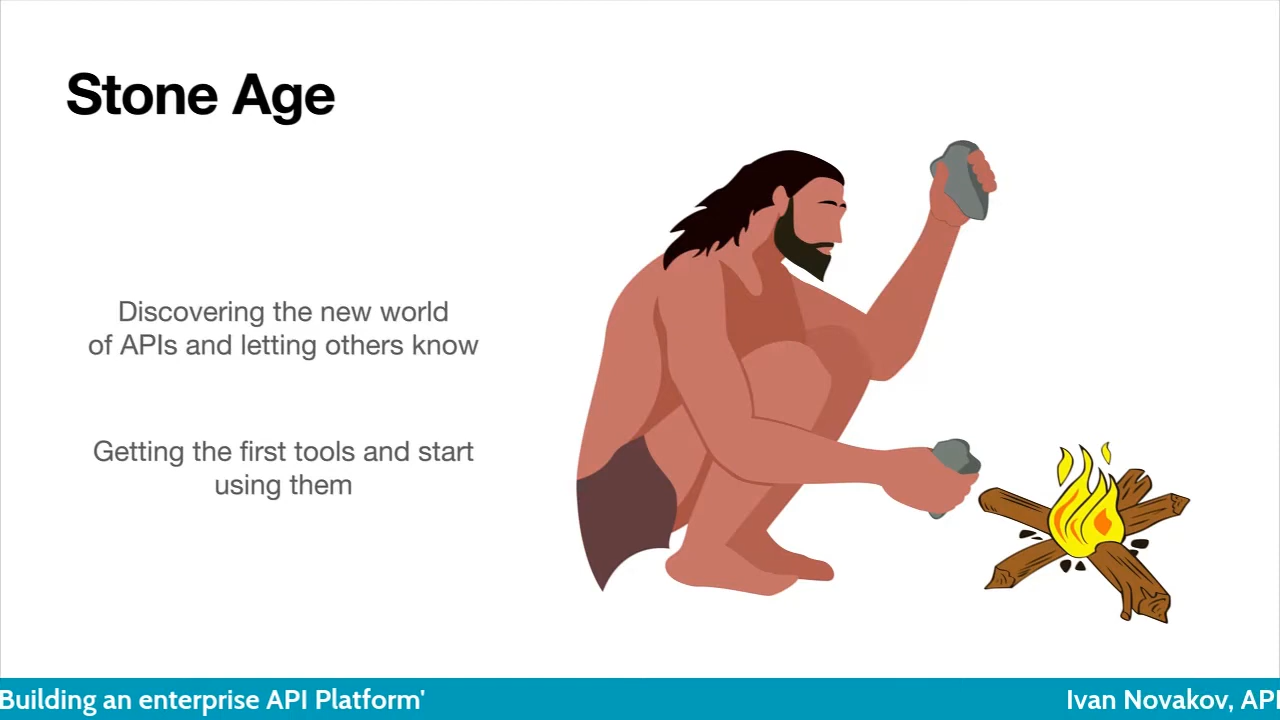 Stone Age
Discovering the new world
of APIs and letting others know
Getting the first tools and start
using them
Building an enterprise API Platform'
Ivan Novakov, API